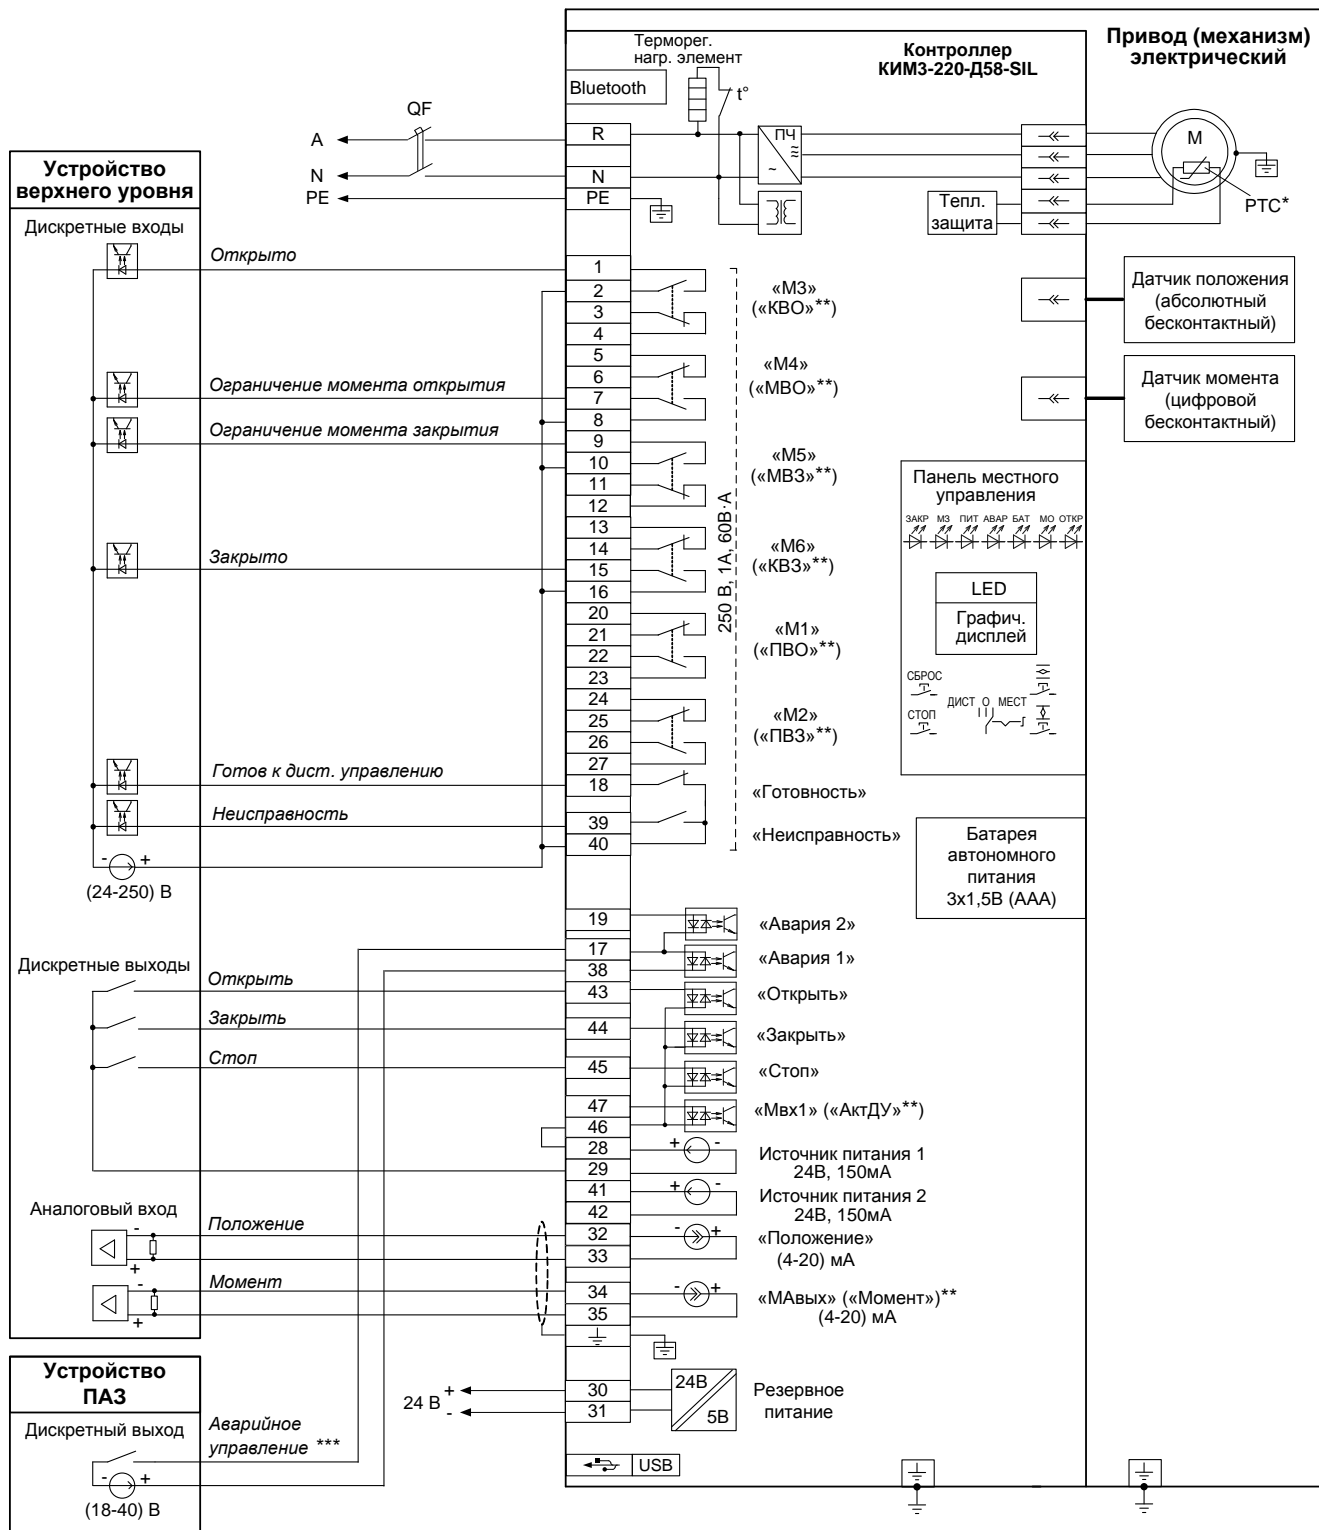 Терморег.
нагр. элемент
Контроллер
КИМ3-220-Д58-SIL
Привод (механизм)
электрический
Bluetooth
t°
QF
A
R
ПЧ
M
N
N
PE
PE
Тепл.
защита
PTC*
Устройство
верхнего уровня
Дискретные входы
Открыто
1
2
3
4
«М3»
(«КВО»**)
Датчик положения
(абсолютный
бесконтактный)
5
6
7
8
«М4»
(«МВО»**)
Ограничение момента открытия
Датчик момента
(цифровой
бесконтактный)
Ограничение момента закрытия
9
10
11
12
«М5»
(«МВЗ»**)
Панель местного
управления
ЗАКР МЗ ПИТ АВАР БАТ МО ОТКР
250 В, 1А, 60В·А
Закрыто
13
14
15
16
«М6»
(«КВЗ»**)
LED
Графич.
дисплей
20
21
22
23
«М1»
(«ПВО»**)
СБРОС
ДИСТ О МЕСТ
СТОП
24
25
26
27
«М2»
(«ПВЗ»**)
Готов к дист. управлению
18
«Готовность»
Неисправность
39
40
«Неисправность»
- +
(24-250) В
Батарея
автономного
питания
3х1,5В (ААА)
19
«Авария 2»
17
38
«Авария 1»
Дискретные выходы
Открыть
43
«Открыть»
Закрыть
44
«Закрыть»
Стоп
45
«Стоп»
47
46
«Мвх1» («АктДУ»**)
28
29
+ -
Источник питания 1
24В, 150мА
41
42
+ -
Источник питания 2
24В, 150мА
Аналоговый вход
Положение
-
+
32
33
- +
«Положение»
(4-20) мА
Момент
-
+
34
35
- +
«МАвых» («Момент»)**
(4-20) мА
Устройство
ПАЗ
24 В
+
-
30
31
24В
5В
Резервное
питание
Дискретный выход
Аварийное
управление ***
- +
(18-40) В
USB